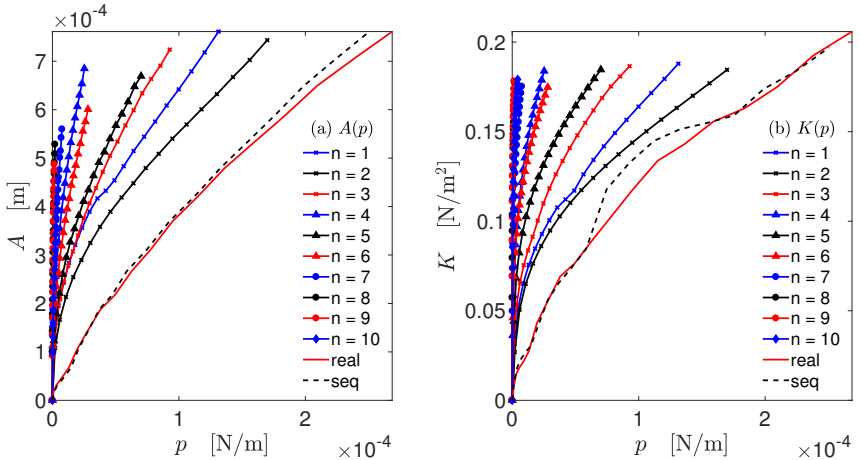 ×10⁻⁴
7
6
5
4
3
2
1
0
A [m]
0
1
2
p [N/m]
×10⁻⁴
(a) A(p)
n = 1
n = 2
n = 3
n = 4
n = 5
n = 6
n = 7
n = 8
n = 9
n = 10
real
seq
0.2
0.15
0.1
0.05
0
K [N/m²]
0
1
2
p [N/m]
×10⁻⁴
(b) K(p)
n = 1
n = 2
n = 3
n = 4
n = 5
n = 6
n = 7
n = 8
n = 9
n = 10
real
seq